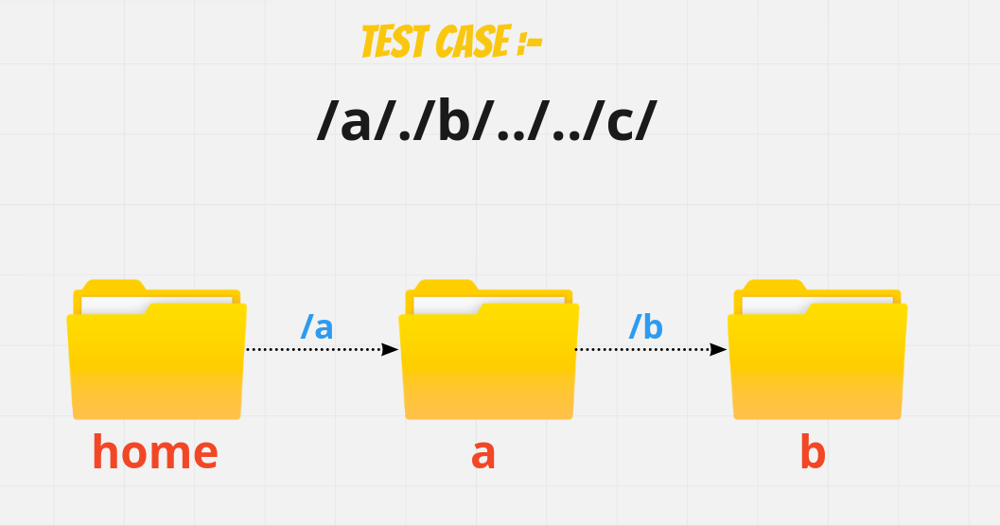 TEST CASE :-
/a/./b/../../c/
/a
/b
home
a
b